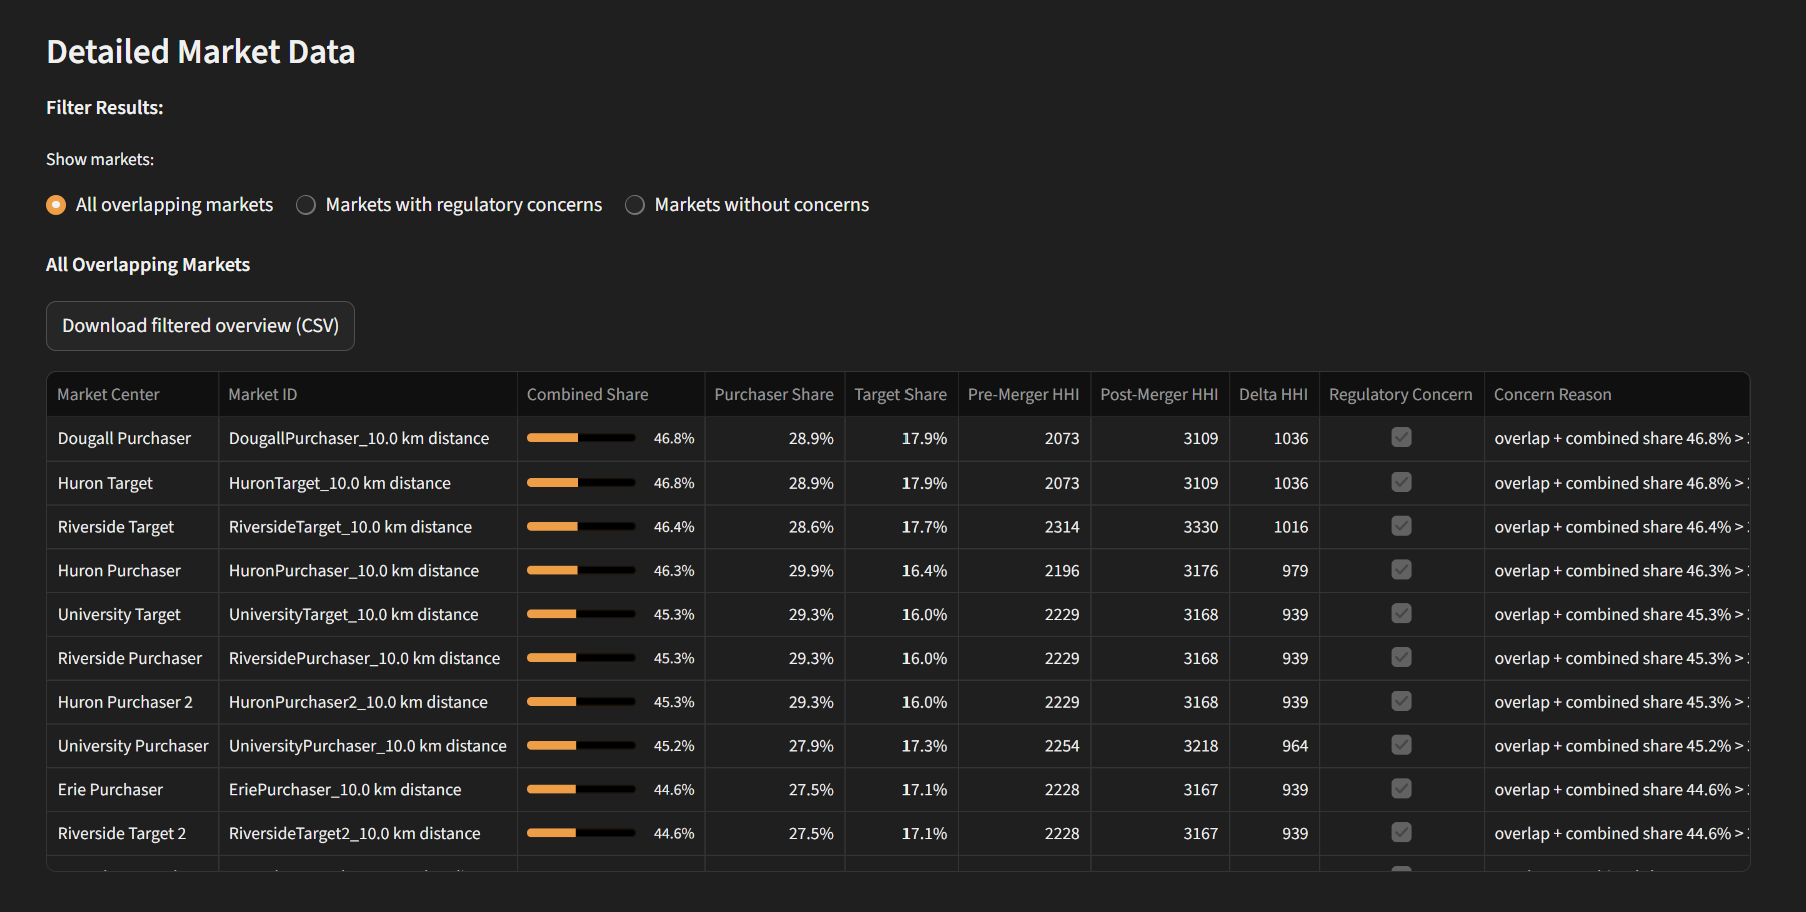 Detailed Market Data
Filter Results:
Show markets:
All overlapping markets Markets with regulatory concerns Markets without concerns
All Overlapping Markets
Download filtered overview (CSV)
Market Center Market ID Combined Share Purchaser Share Target Share Pre-Merger HHI Post-Merger HHI Delta HHI Regulatory Concern Concern Reason
Dougall Purchaser DougallPurchaser_10.0 km distance 46.8% 28.9% 17.9% 2073 3109 1036 overlap + combined share 46.8% >
Huron Target HuronTarget_10.0 km distance 46.8% 28.9% 17.9% 2073 3109 1036 overlap + combined share 46.8% >
Riverside Target RiversideTarget_10.0 km distance 46.4% 28.6% 17.7% 2314 3330 1016 overlap + combined share 46.4% >
Huron Purchaser HuronPurchaser_10.0 km distance 46.3% 29.9% 16.4% 2196 3176 979 overlap + combined share 46.3% >
University Target UniversityTarget_10.0 km distance 45.3% 29.3% 16.0% 2229 3168 939 overlap + combined share 45.3% >
Riverside Purchaser RiversidePurchaser_10.0 km distance 45.3% 29.3% 16.0% 2229 3168 939 overlap + combined share 45.3% >
Huron Purchaser 2 HuronPurchaser2_10.0 km distance 45.3% 29.3% 16.0% 2229 3168 939 overlap + combined share 45.3% >
University Purchaser UniversityPurchaser_10.0 km distance 45.2% 27.9% 17.3% 2254 3218 964 overlap + combined share 45.2% >
Erie Purchaser EriePurchaser_10.0 km distance 44.6% 27.5% 17.1% 2228 3167 939 overlap + combined share 44.6% >
Riverside Target 2 RiversideTarget2_10.0 km distance 44.6% 27.5% 17.1% 2228 3167 939 overlap + combined share 44.6% >